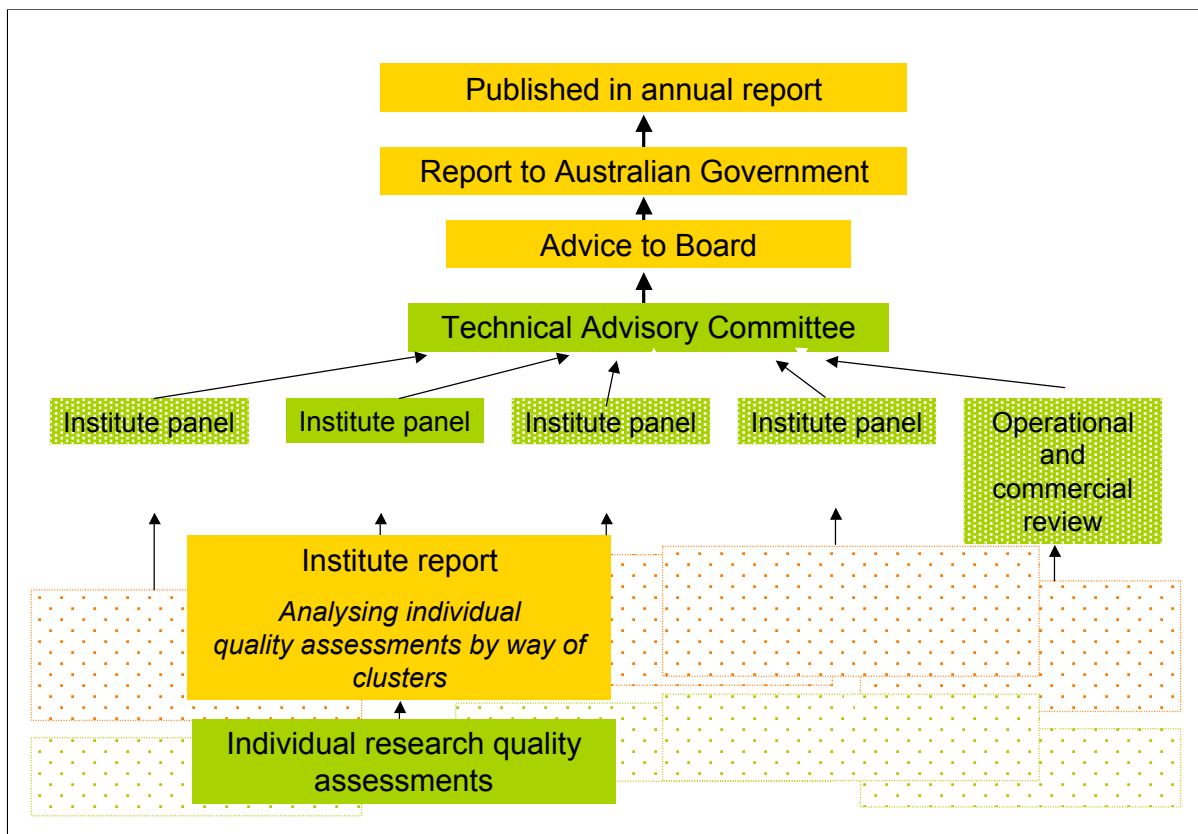 Published in annual report
Report to Australian Government
Advice to Board
Technical Advisory Committee
Institute panel
Institute panel
Institute panel
Institute panel
Operational
and
commercial
review
Institute report
Analysing individual
quality assessments by way of
clusters
Individual research quality
assessments